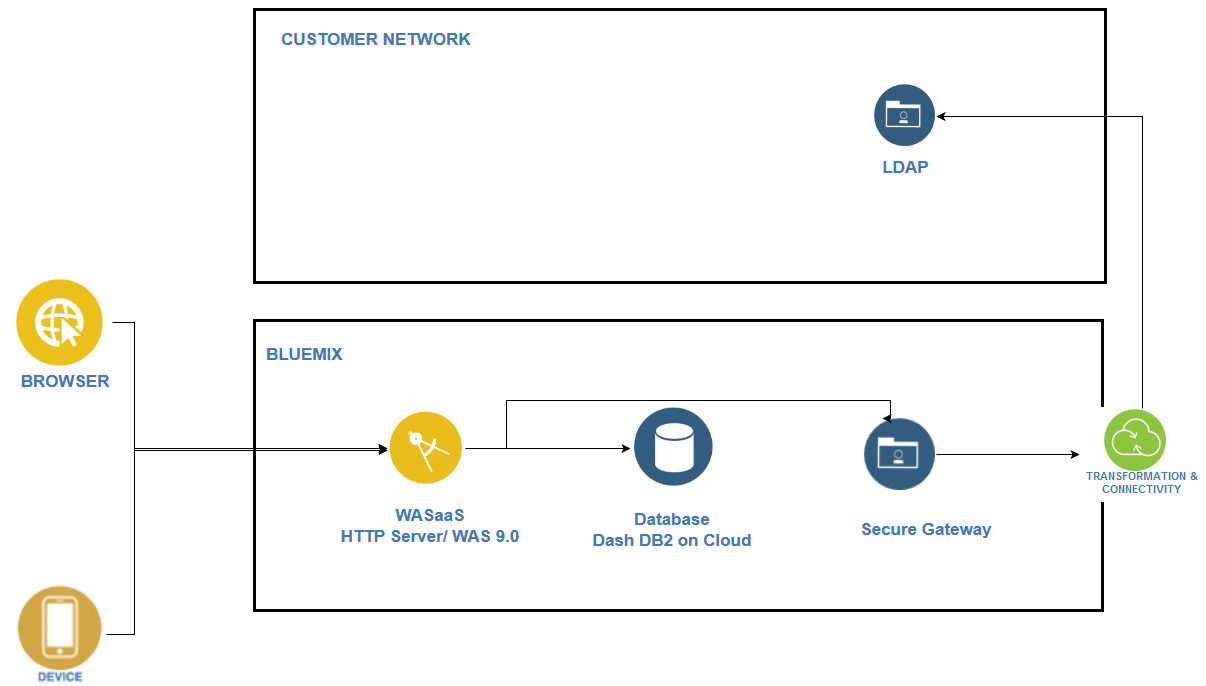 CUSTOMER NETWORK
LDAP
BROWSER
BLUEMIX
WASaaS
HTTP Server/ WAS 9.0
Database
Dash DB2 on Cloud
Secure Gateway
TRANSFORMATION &
CONNECTIVITY
DEVICE